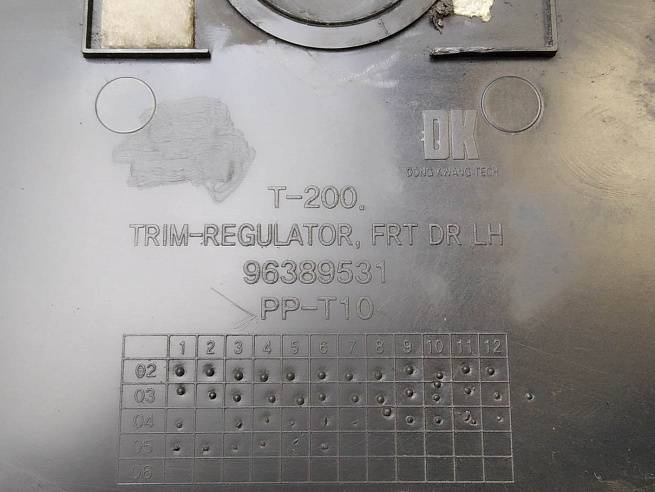 DK
DONG KWANG TECH
T-200.
TRIM-REGULATOR, FRT DR LH
96389531
>PP-T10
1 2 3 4 5 6 7 8 9 10 11 12
02
03
04
05
06